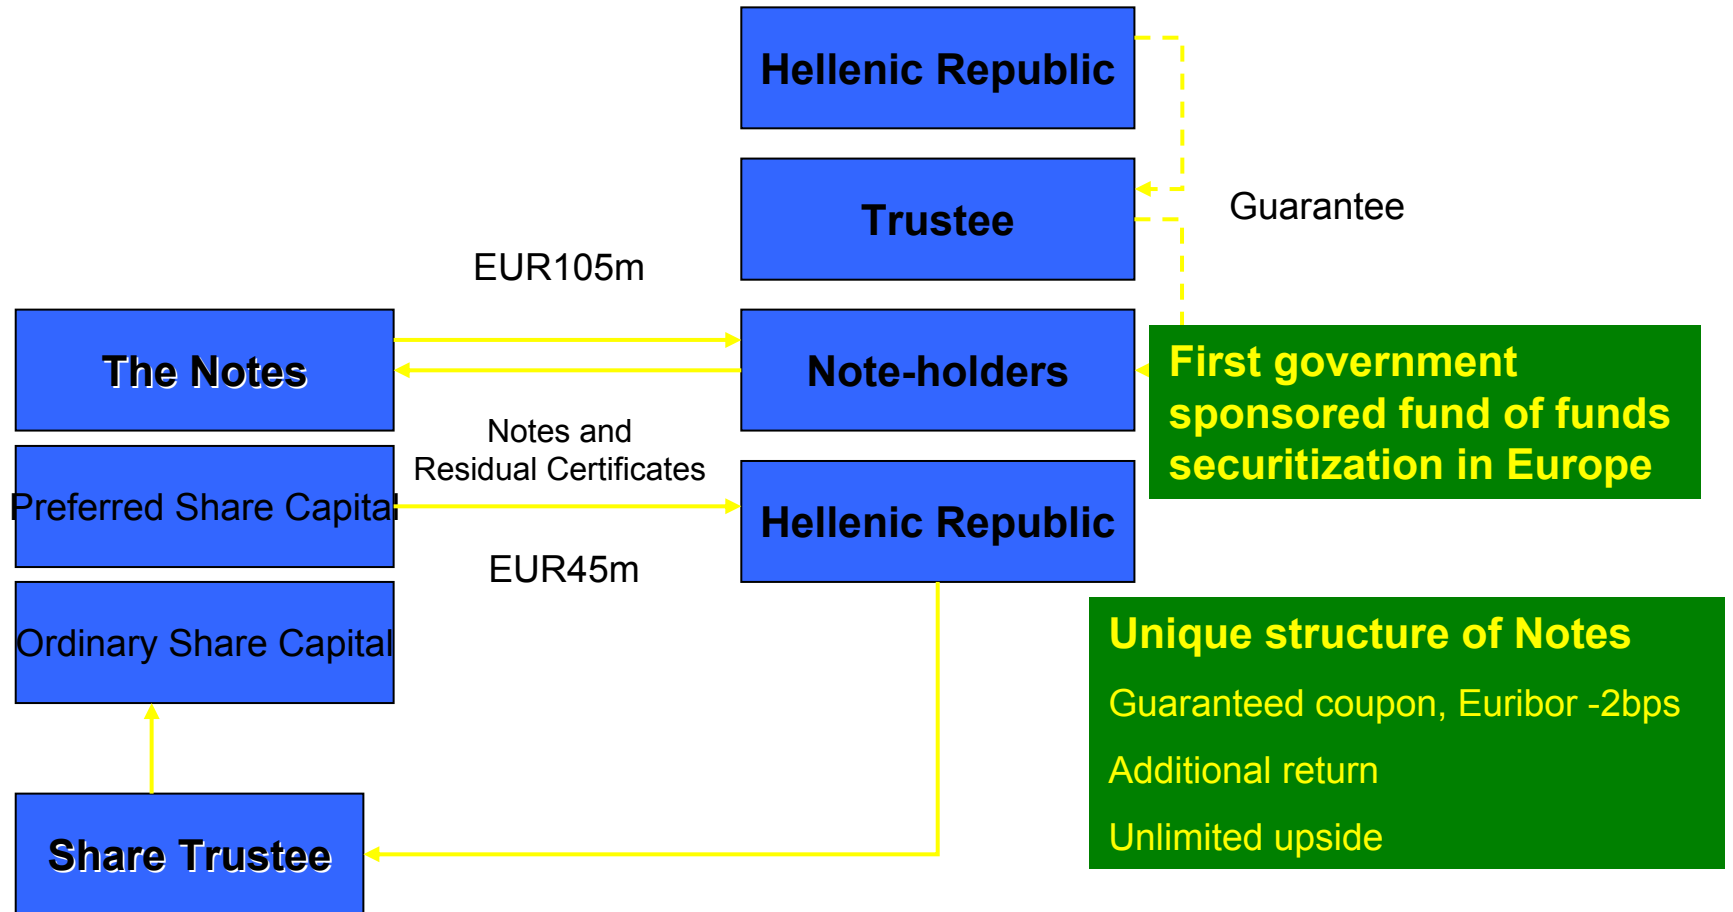 Hellenic Republic
Trustee
Guarantee
EUR105m
The Notes
Note-holders
First government
sponsored fund of funds
securitization in Europe
Notes and
Residual Certificates
Preferred Share Capital
Hellenic Republic
EUR45m
Ordinary Share Capital
Unique structure of Notes
Guaranteed coupon, Euribor -2bps
Additional return
Unlimited upside
Share Trustee